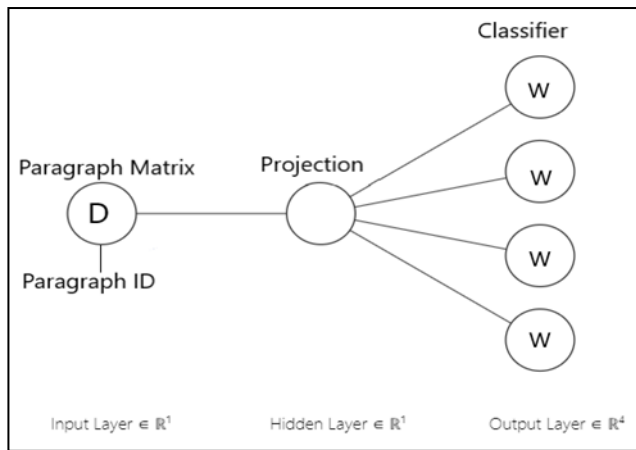 Classifier
W
Paragraph Matrix
Projection
W
D
Paragraph ID
W
W
Input Layer ∈ ℝ¹
Hidden Layer ∈ ℝ¹
Output Layer ∈ ℝ⁴